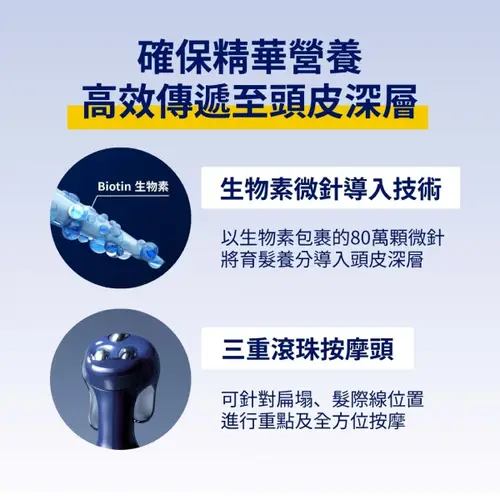 確保精華營養
高效傳遞至頭皮深層
Biotin 生物素
生物素微針導入技術
以生物素包裹的80萬顆微針
將育髮養分導入頭皮深層
三重滾珠按摩頭
可針對扁塌、髮際線位置
進行重點及全方位按摩